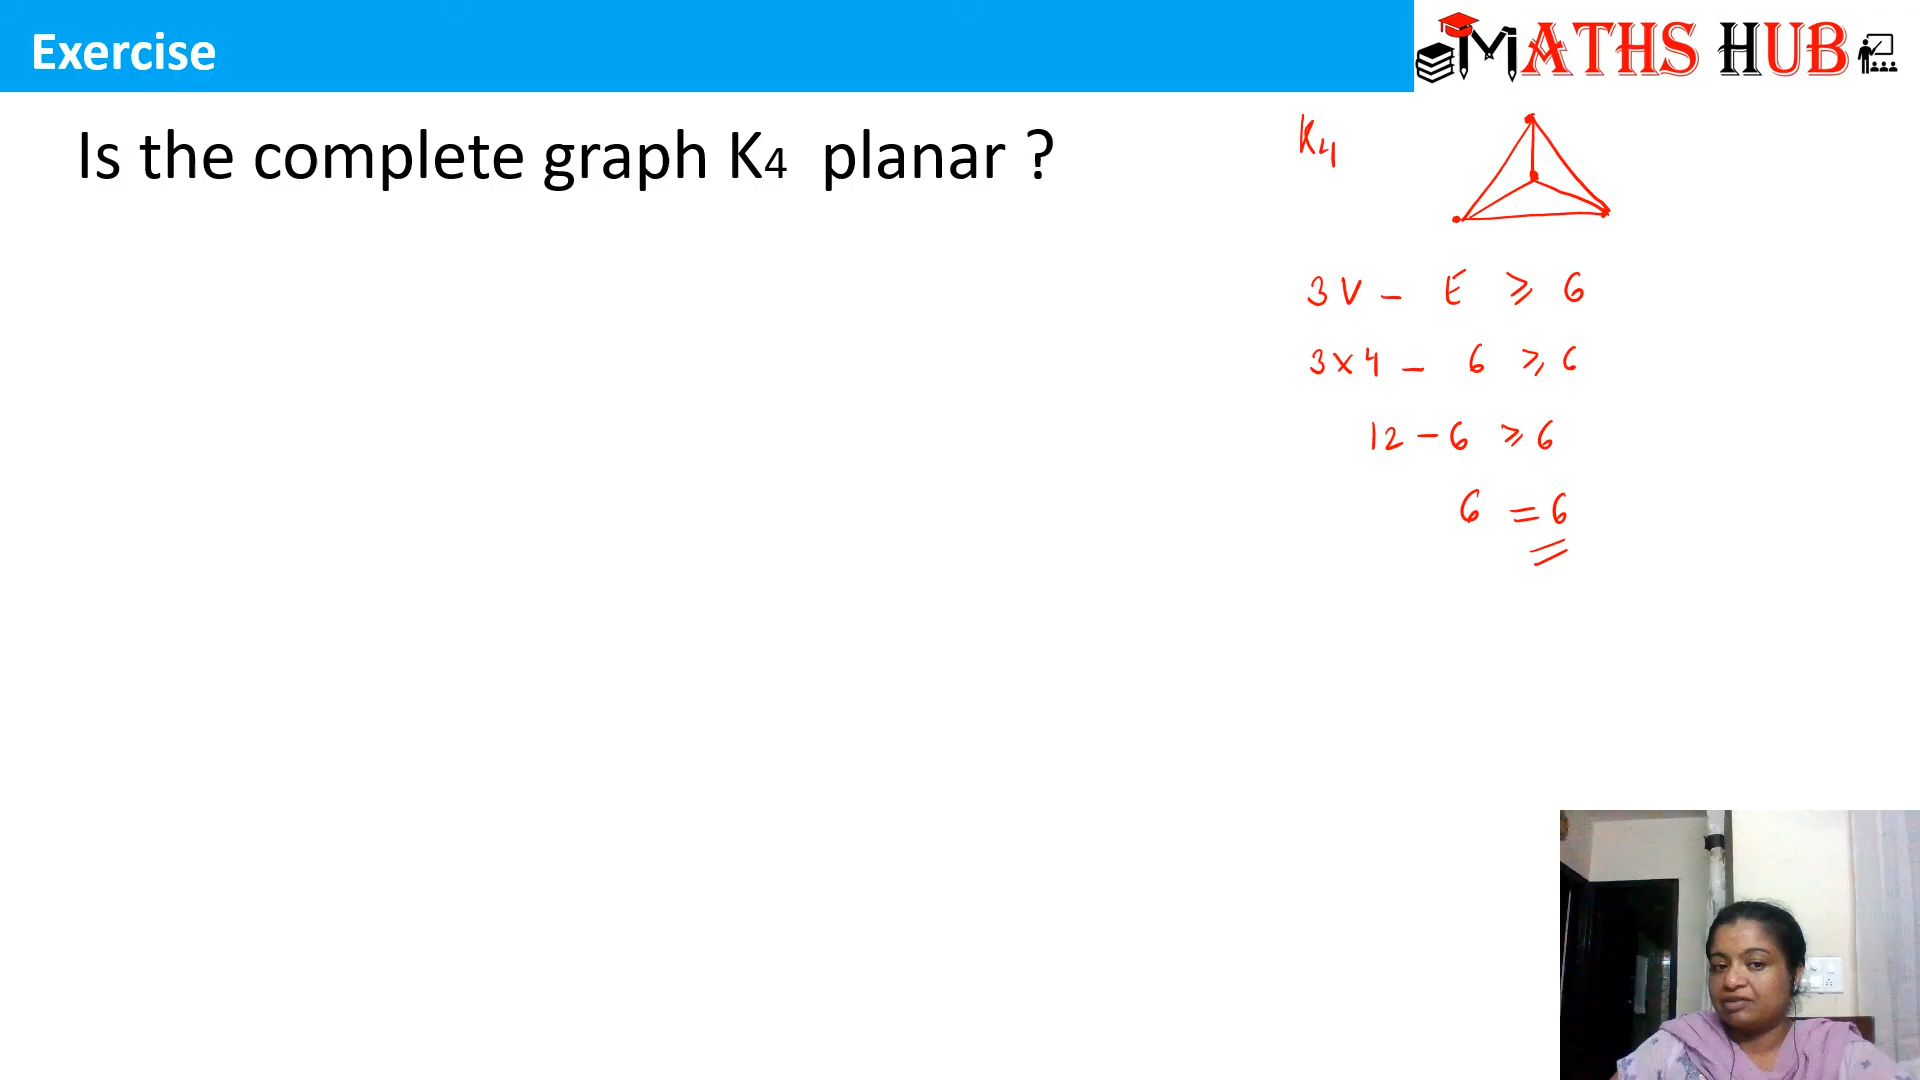 Exercise
MATHS HUB
Is the complete graph K4 planar ?
K4
3V - E ⩾ 6
3×4 - 6 ⩾ 6
12 - 6 ⩾ 6
6 = 6